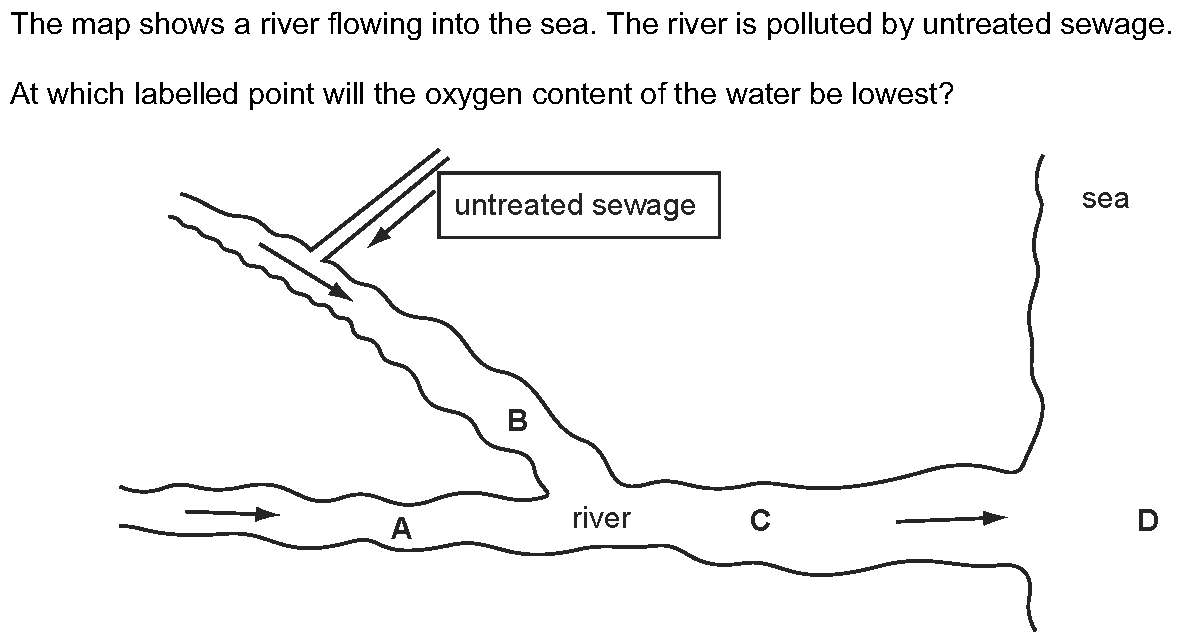 The map shows a river flowing into the sea. The river is polluted by untreated sewage.
At which labelled point will the oxygen content of the water be lowest?
untreated sewage
sea
B
A
river
C
D